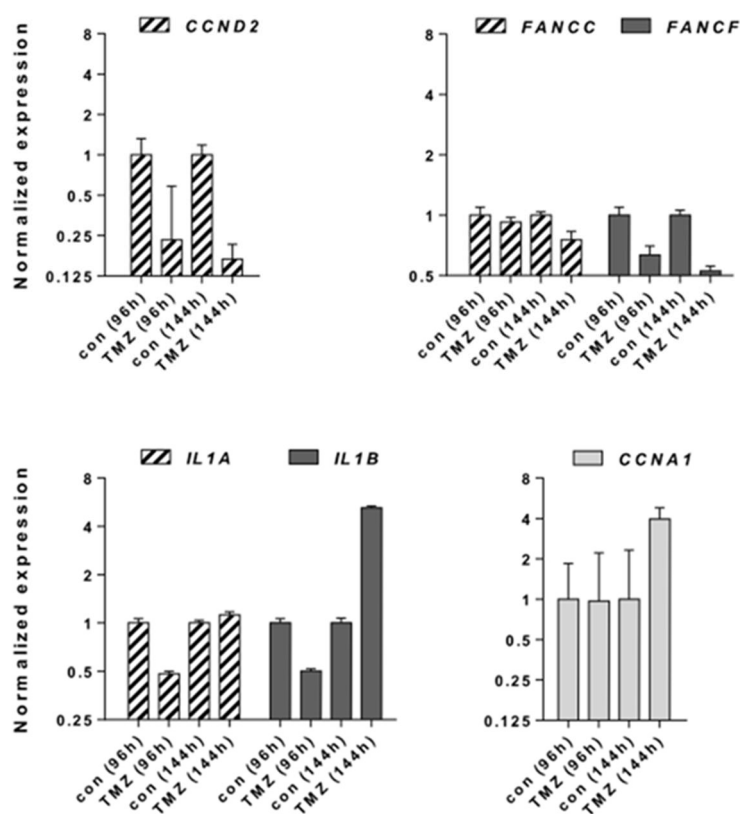 CCND2
Normalized expression
8
4
2
1
0.5
0.25
0.125
con (96h)
TMZ (96h)
con (144h)
TMZ (144h)
FANCC FANCF
8
4
2
1
0.5
con (96h)
TMZ (96h)
con (144h)
TMZ (144h)
con (96h)
TMZ (96h)
con (144h)
TMZ (144h)
IL1A IL1B
Normalized expression
8
4
2
1
0.5
0.25
con (96h)
TMZ (96h)
con (144h)
TMZ (144h)
con (96h)
TMZ (96h)
con (144h)
TMZ (144h)
CCNA1
8
4
2
1
0.5
0.25
0.125
con (96h)
TMZ (96h)
con (144h)
TMZ (144h)